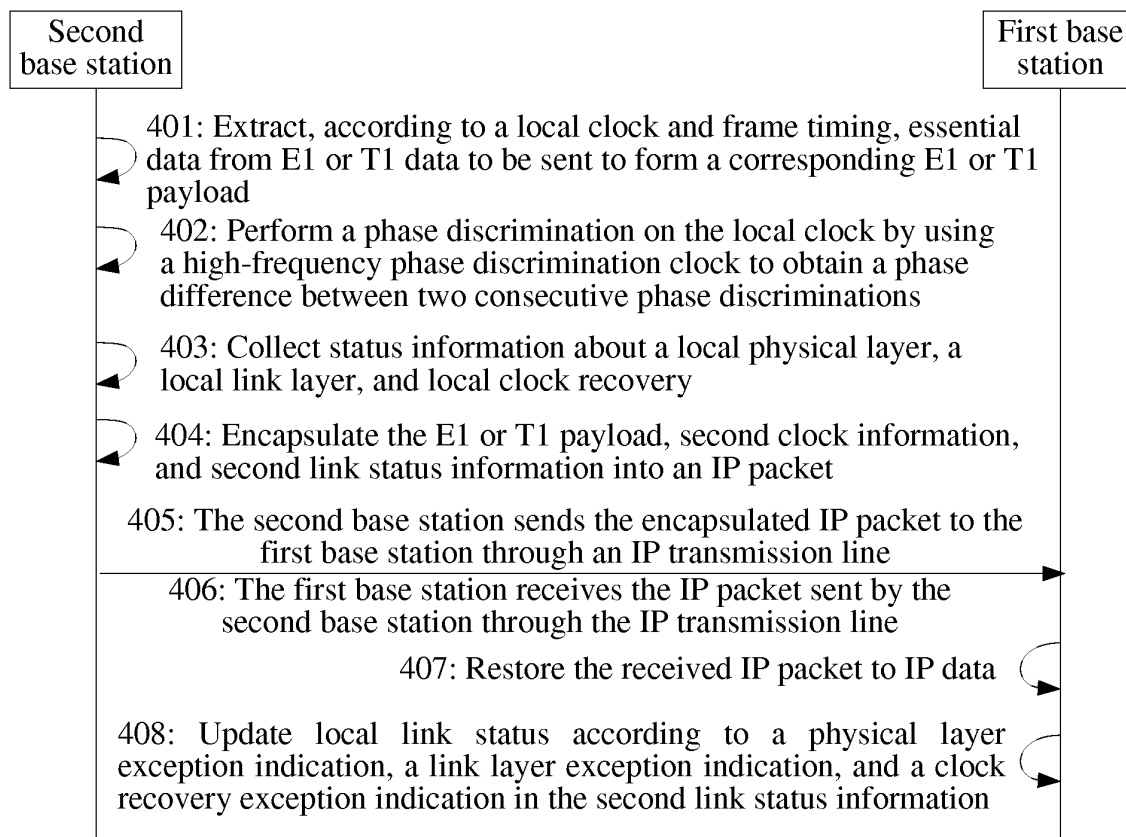 Second
base station
First base
station
401: Extract, according to a local clock and frame timing, essential
data from E1 or T1 data to be sent to form a corresponding E1 or T1
payload
402: Perform a phase discrimination on the local clock by using
a high-frequency phase discrimination clock to obtain a phase
difference between two consecutive phase discriminations
403: Collect status information about a local physical layer, a
local link layer, and local clock recovery
404: Encapsulate the E1 or T1 payload, second clock information,
and second link status information into an IP packet
405: The second base station sends the encapsulated IP packet to the
first base station through an IP transmission line
406: The first base station receives the IP packet sent by the
second base station through the IP transmission line
407: Restore the received IP packet to IP data
408: Update local link status according to a physical layer
exception indication, a link layer exception indication, and a clock
recovery exception indication in the second link status information